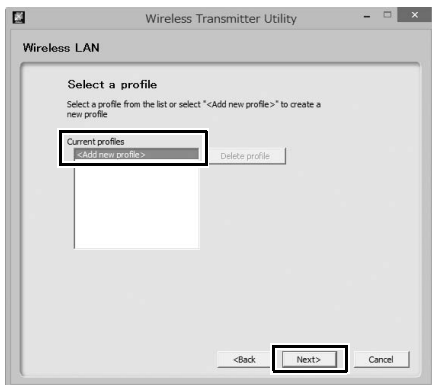 Wireless Transmitter Utility
Wireless LAN
Select a profile
Select a profile from the list or select "<Add new profile>" to create a
new profile
Current profiles
<Add new profile>
Delete profile
<Back
Next>
Cancel